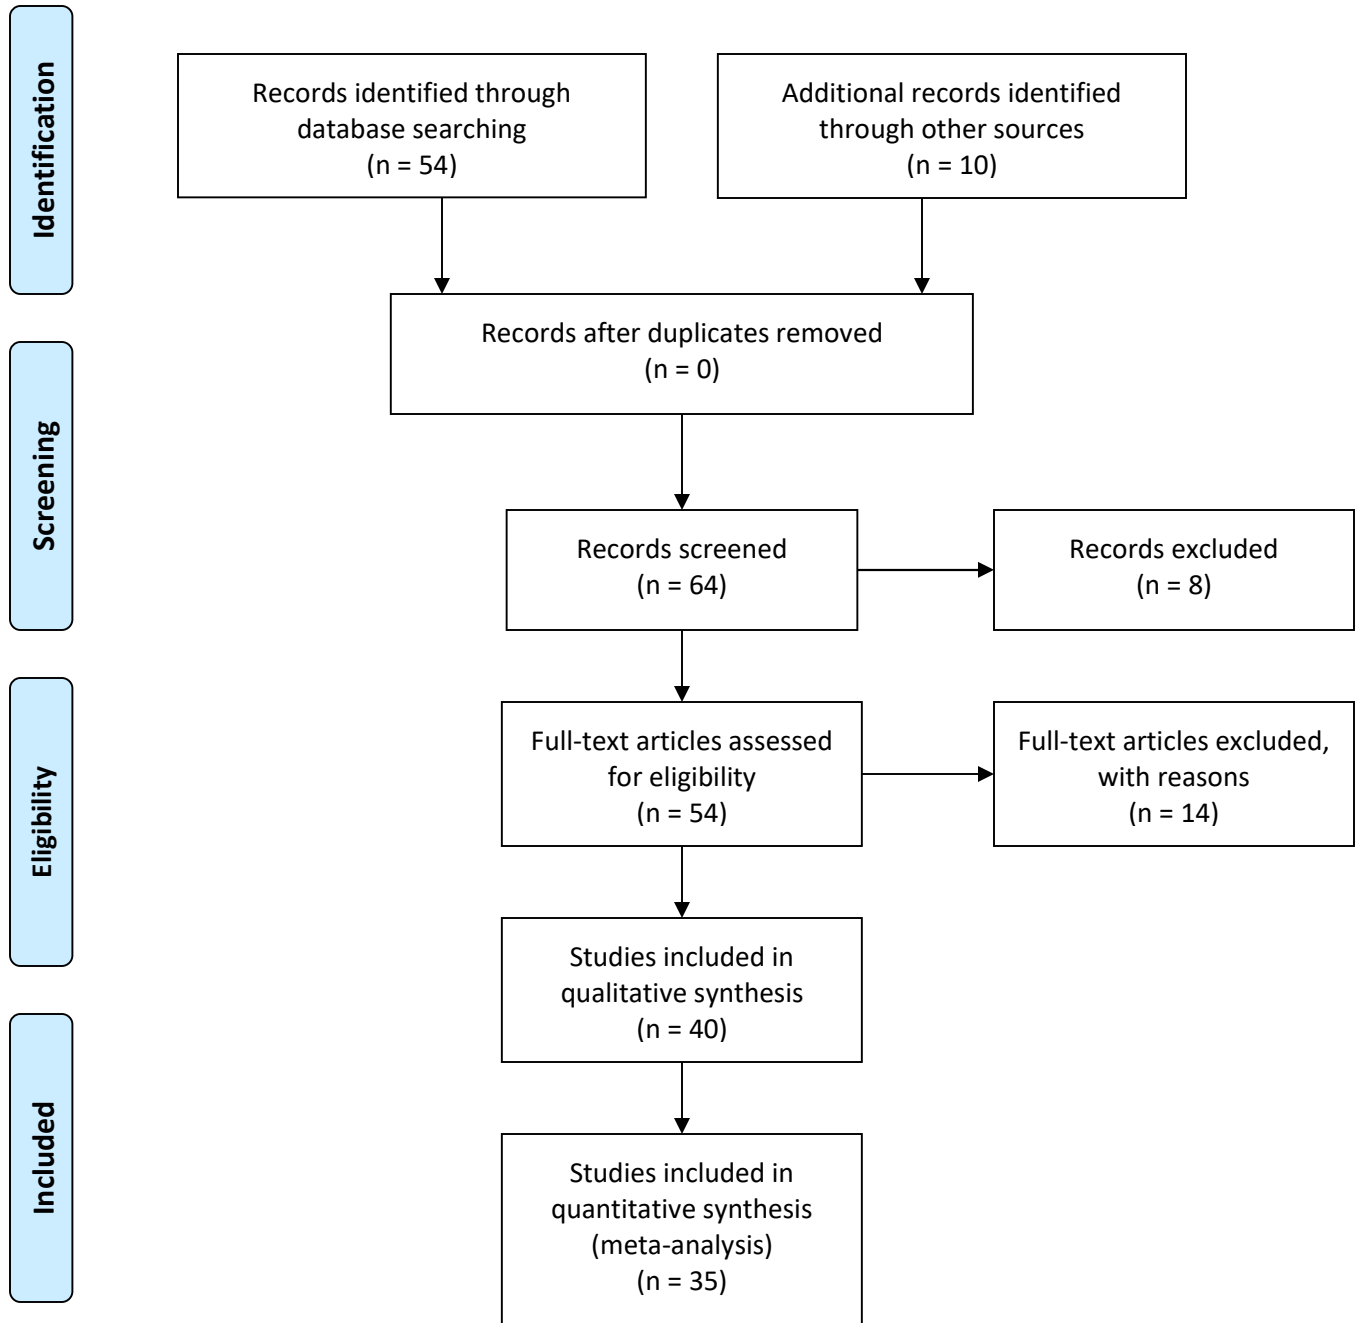 Identification
Records identified through
database searching
(n = 54)
Additional records identified
through other sources
(n = 10)
Records after duplicates removed
(n = 0)
Screening
Records screened
(n = 64)
Records excluded
(n = 8)
Eligibility
Full-text articles assessed
for eligibility
(n = 54)
Full-text articles excluded,
with reasons
(n = 14)
Studies included in
qualitative synthesis
(n = 40)
Included
Studies included in
quantitative synthesis
(meta-analysis)
(n = 35)